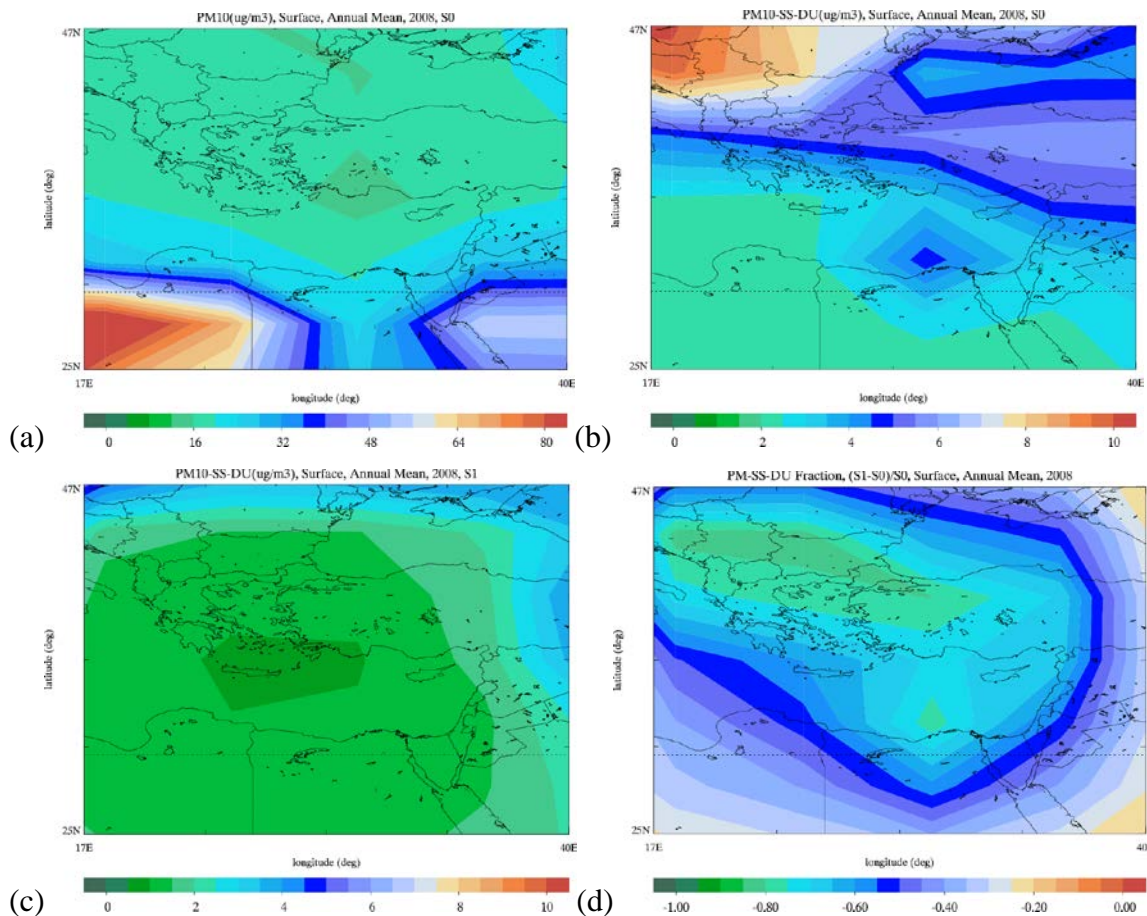 PM10(ug/m3), Surface, Annual Mean, 2008, S0
47N
latitude (deg)
25N
17E
40E
longitude (deg)
0 16 32 48 64 80
(a)
PM10-SS-DU(ug/m3), Surface, Annual Mean, 2008, S0
47N
latitude (deg)
25N
17E
40E
longitude (deg)
0 2 4 6 8 10
(b)
PM10-SS-DU(ug/m3), Surface, Annual Mean, 2008, S1
47N
latitude (deg)
25N
17E
40E
longitude (deg)
0 2 4 6 8 10
(c)
PM-SS-DU Fraction, (S1-S0)/S0, Surface, Annual Mean, 2008
47N
latitude (deg)
25N
17E
longitude (deg)
-1.00 -0.80 -0.60 -0.40 -0.20 0.00
(d)